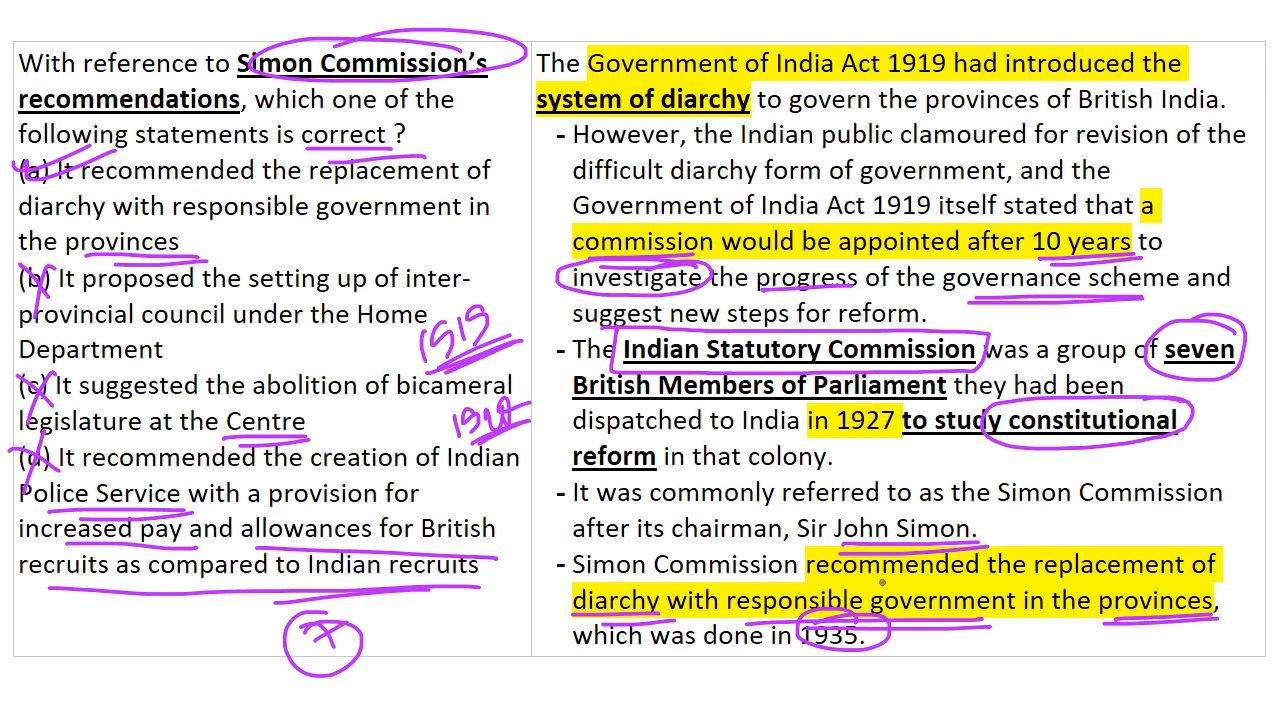 With reference to Simon Commission's
recommendations, which one of the
following statements is correct ?
(a) It recommended the replacement of
diarchy with responsible government in
the provinces
(b) It proposed the setting up of inter-
provincial council under the Home
Department
(c) It suggested the abolition of bicameral
legislature at the Centre
(d) It recommended the creation of Indian
Police Service with a provision for
increased pay and allowances for British
recruits as compared to Indian recruits
1919
The Government of India Act 1919 had introduced the
system of diarchy to govern the provinces of British India.
- However, the Indian public clamoured for revision of the
difficult diarchy form of government, and the
Government of India Act 1919 itself stated that a
commission would be appointed after 10 years to
investigate the progress of the governance scheme and
suggest new steps for reform.
- The Indian Statutory Commission was a group of seven
British Members of Parliament they had been
dispatched to India in 1927 to study constitutional
reform in that colony.
- It was commonly referred to as the Simon Commission
after its chairman, Sir John Simon.
- Simon Commission recommended the replacement of
diarchy with responsible government in the provinces,
which was done in 1935.